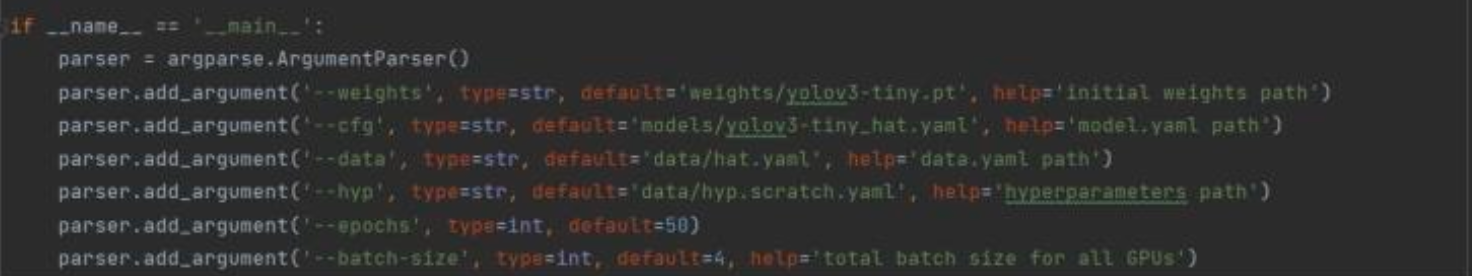 if __name__ == '__main__':
parser = argparse.ArgumentParser()
parser.add_argument('--weights', type=str, default='weights/yolov3-tiny.pt', help='initial weights path')
parser.add_argument('--cfg', type=str, default='models/yolov3-tiny_hat.yaml', help='model.yaml path')
parser.add_argument('--data', type=str, default='data/hat.yaml', help='data.yaml path')
parser.add_argument('--hyp', type=str, default='data/hyp.scratch.yaml', help='hyperparameters path')
parser.add_argument('--epochs', type=int, default=50)
parser.add_argument('--batch-size', type=int, default=4, help='total batch size for all GPUs')